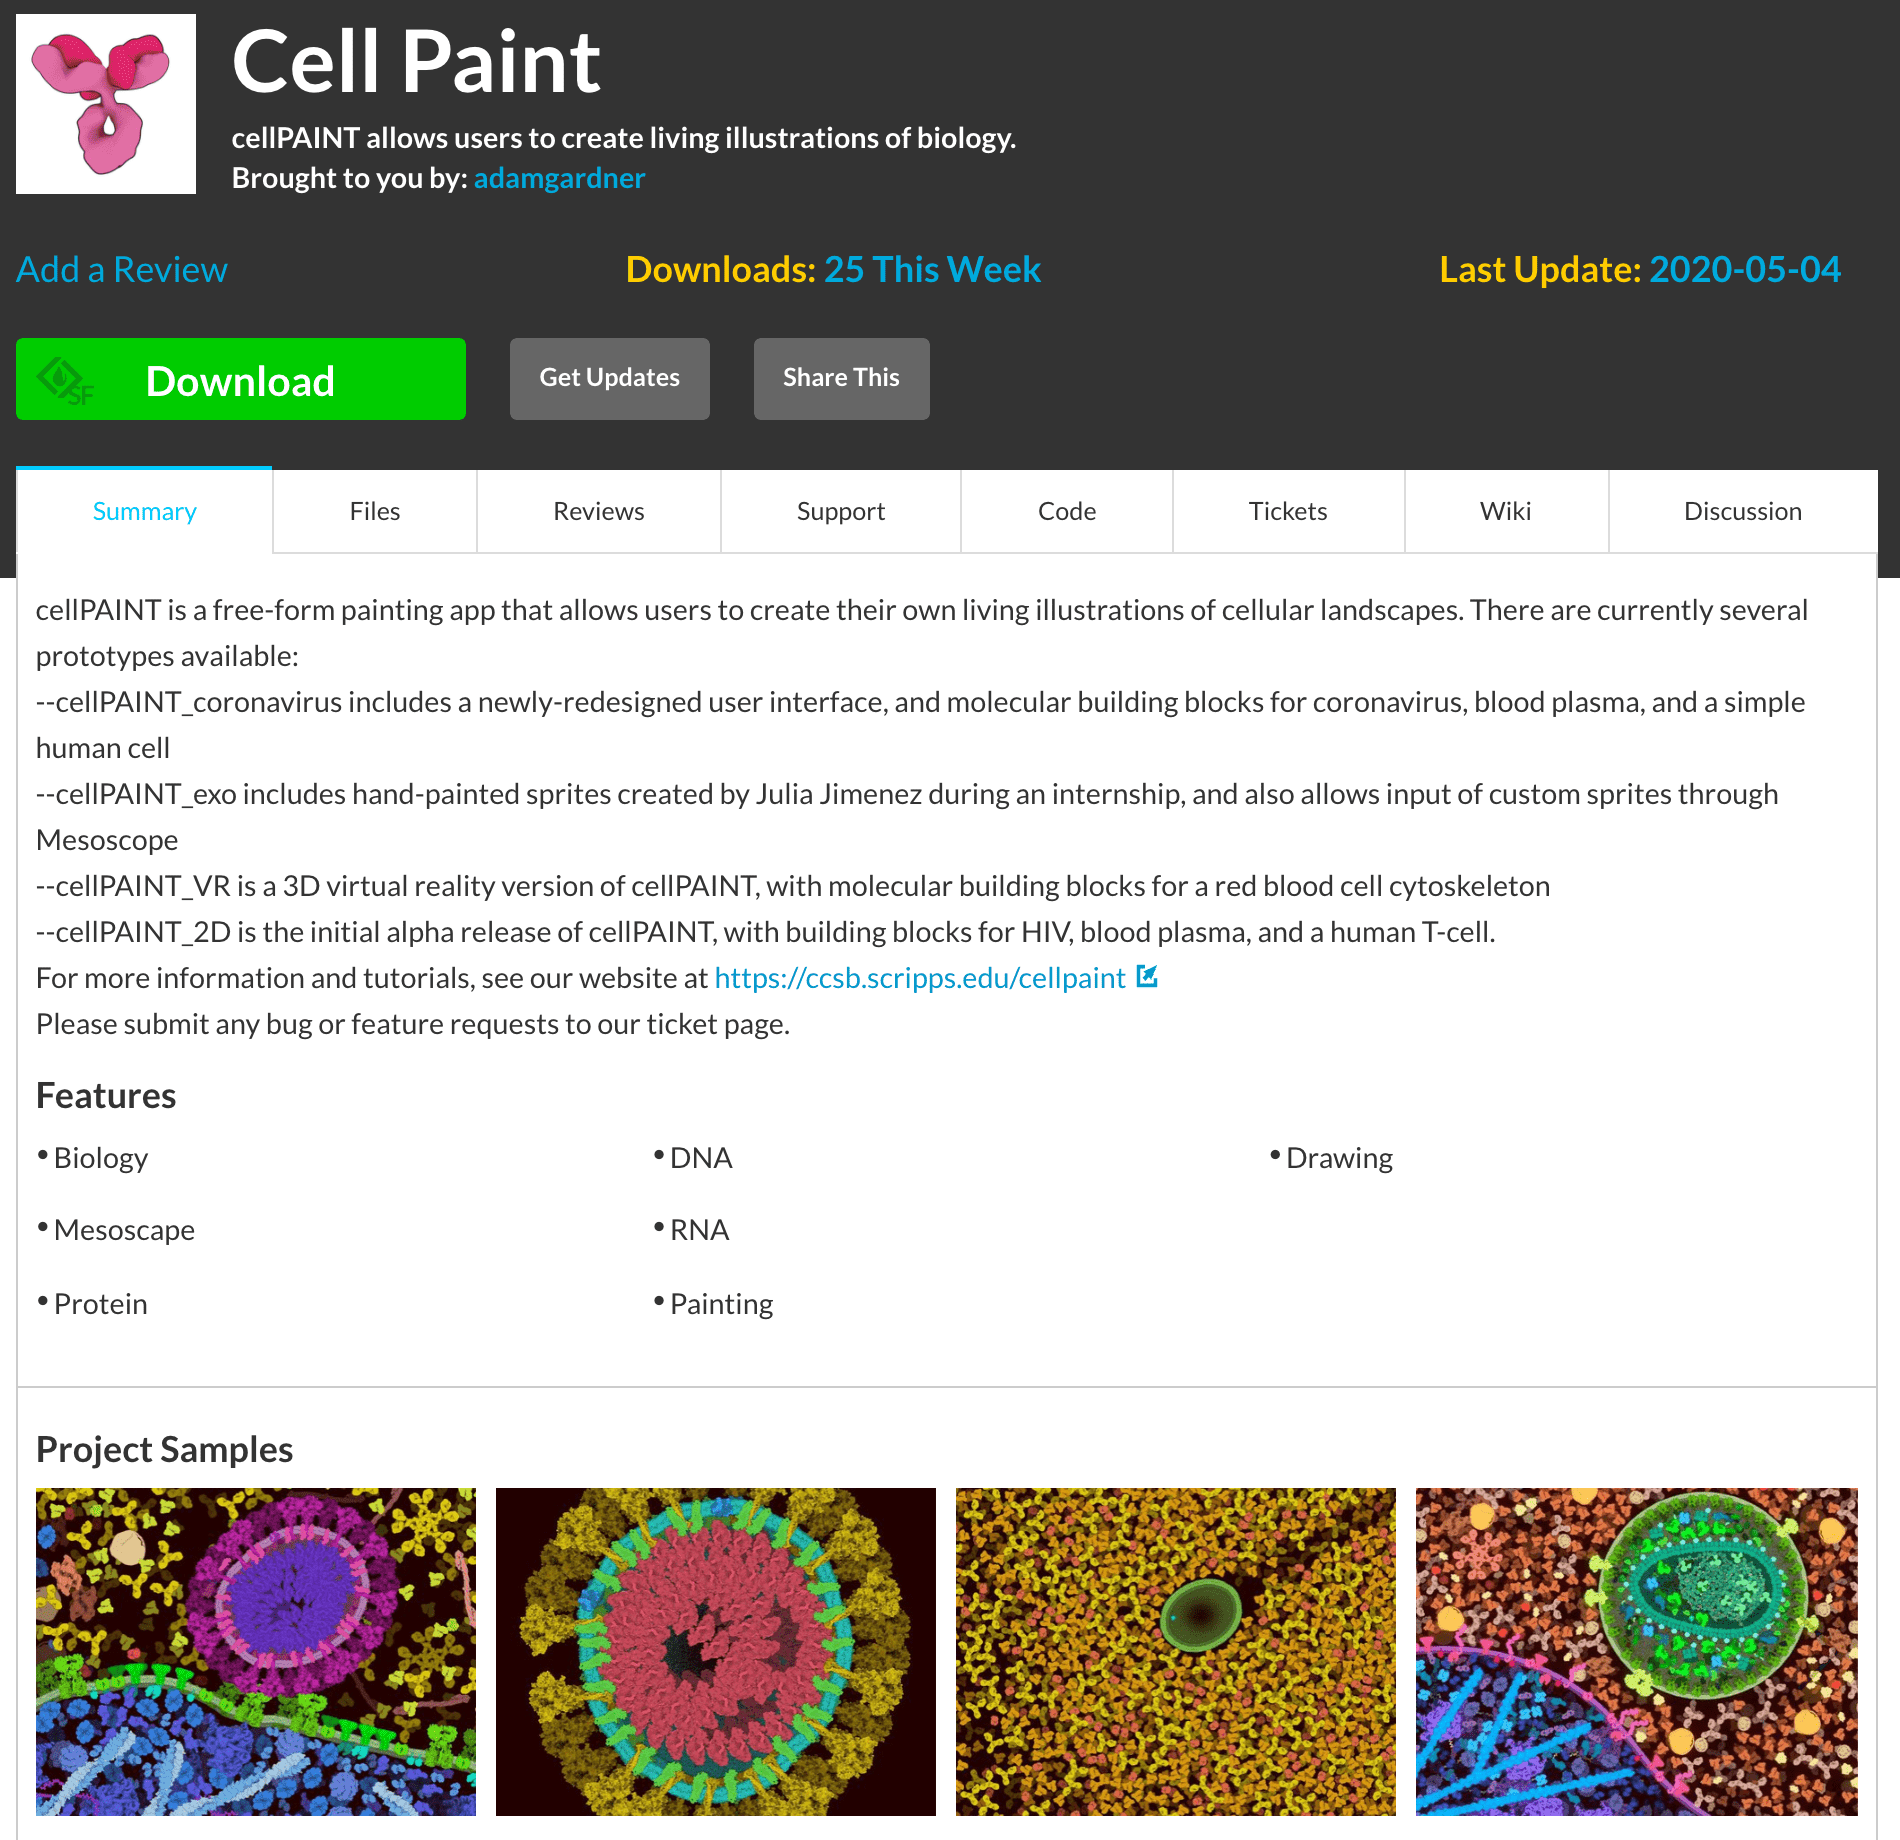 Cell Paint
cellPAINT allows users to create living illustrations of biology.
Brought to you by: adamgardner
Add a Review
Downloads: 25 This Week
Last Update: 2020-05-04
SF
Download
Get Updates
Share This
Summary
Files
Reviews
Support
Code
Tickets
Wiki
Discussion
cellPAINT is a free-form painting app that allows users to create their own living illustrations of cellular landscapes. There are currently several
prototypes available:
--cellPAINT_coronavirus includes a newly-redesigned user interface, and molecular building blocks for coronavirus, blood plasma, and a simple
human cell
--cellPAINT_exo includes hand-painted sprites created by Julia Jimenez during an internship, and also allows input of custom sprites through
Mesoscope
--cellPAINT_VR is a 3D virtual reality version of cellPAINT, with molecular building blocks for a red blood cell cytoskeleton
--cellPAINT_2D is the initial alpha release of cellPAINT, with building blocks for HIV, blood plasma, and a human T-cell.
For more information and tutorials, see our website at https://ccsb.scripps.edu/cellpaint
Please submit any bug or feature requests to our ticket page.
Features
• Biology
• Mesoscape
• Protein
• DNA
• RNA
• Painting
• Drawing
Project Samples